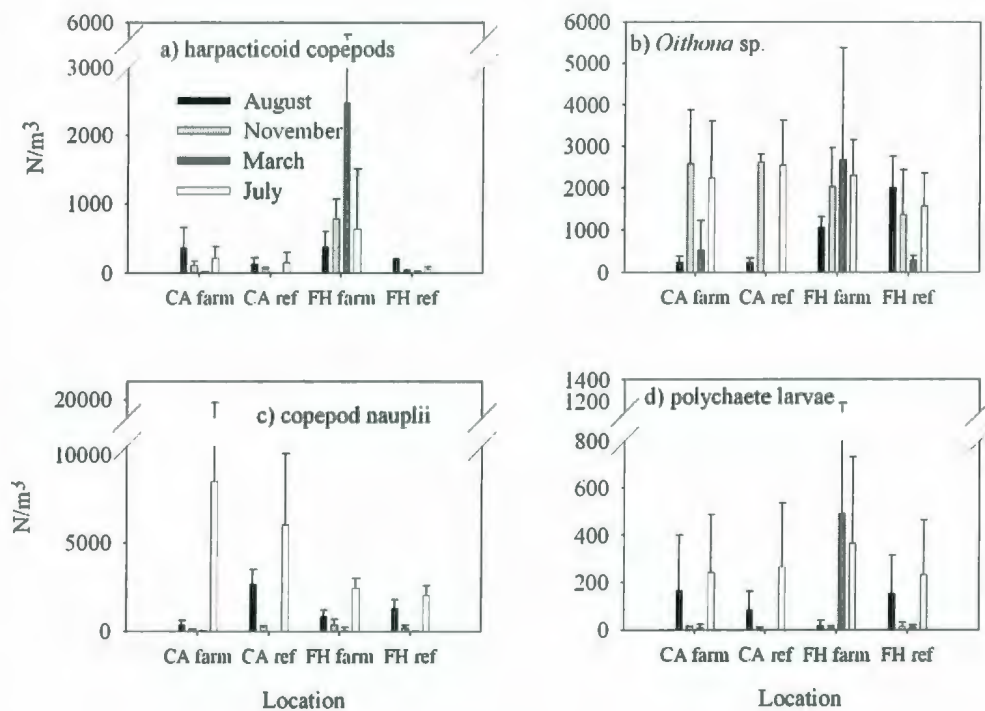 a) harpacticoid copepods
6000
3000
2000
1000
0
N/m³
August
November
March
July
CA farm CA ref FH farm FH ref
b) Oithona sp.
6000
5000
4000
3000
2000
1000
0
CA farm CA ref FH farm FH ref
c) copepod nauplii
20000
10000
5000
0
N/m³
CA farm CA ref FH farm FH ref
Location
d) polychaete larvae
1400
1200
800
600
400
200
0
CA farm CA ref FH farm FH ref
Location